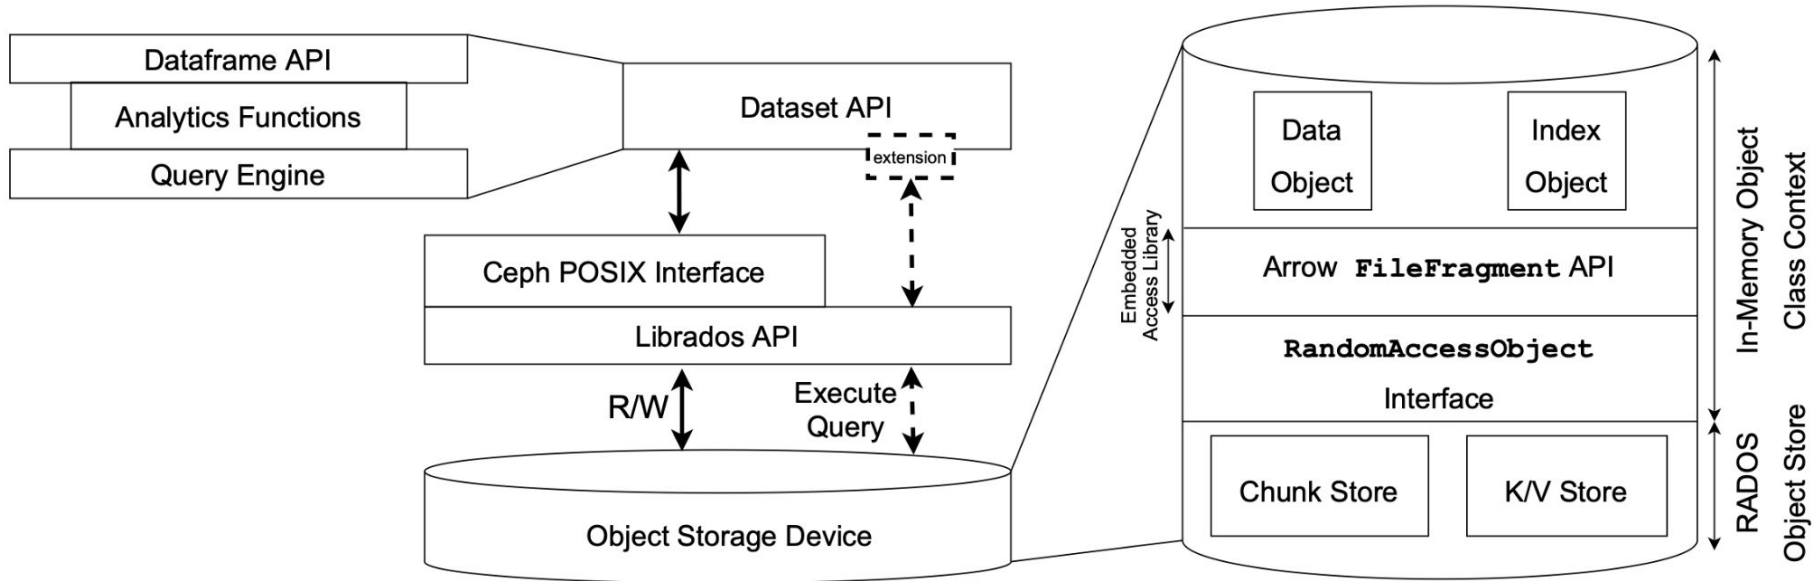 Dataframe API
Analytics Functions
Query Engine
Dataset API
extension
Ceph POSIX Interface
Librados API
R/W
Execute
Query
Object Storage Device
Data
Object
Index
Object
Embedded
Access Library
Arrow FileFragment API
RandomAccessObject
Interface
Chunk Store
K/V Store
In-Memory Object
Class Context
RADOS
Object Store